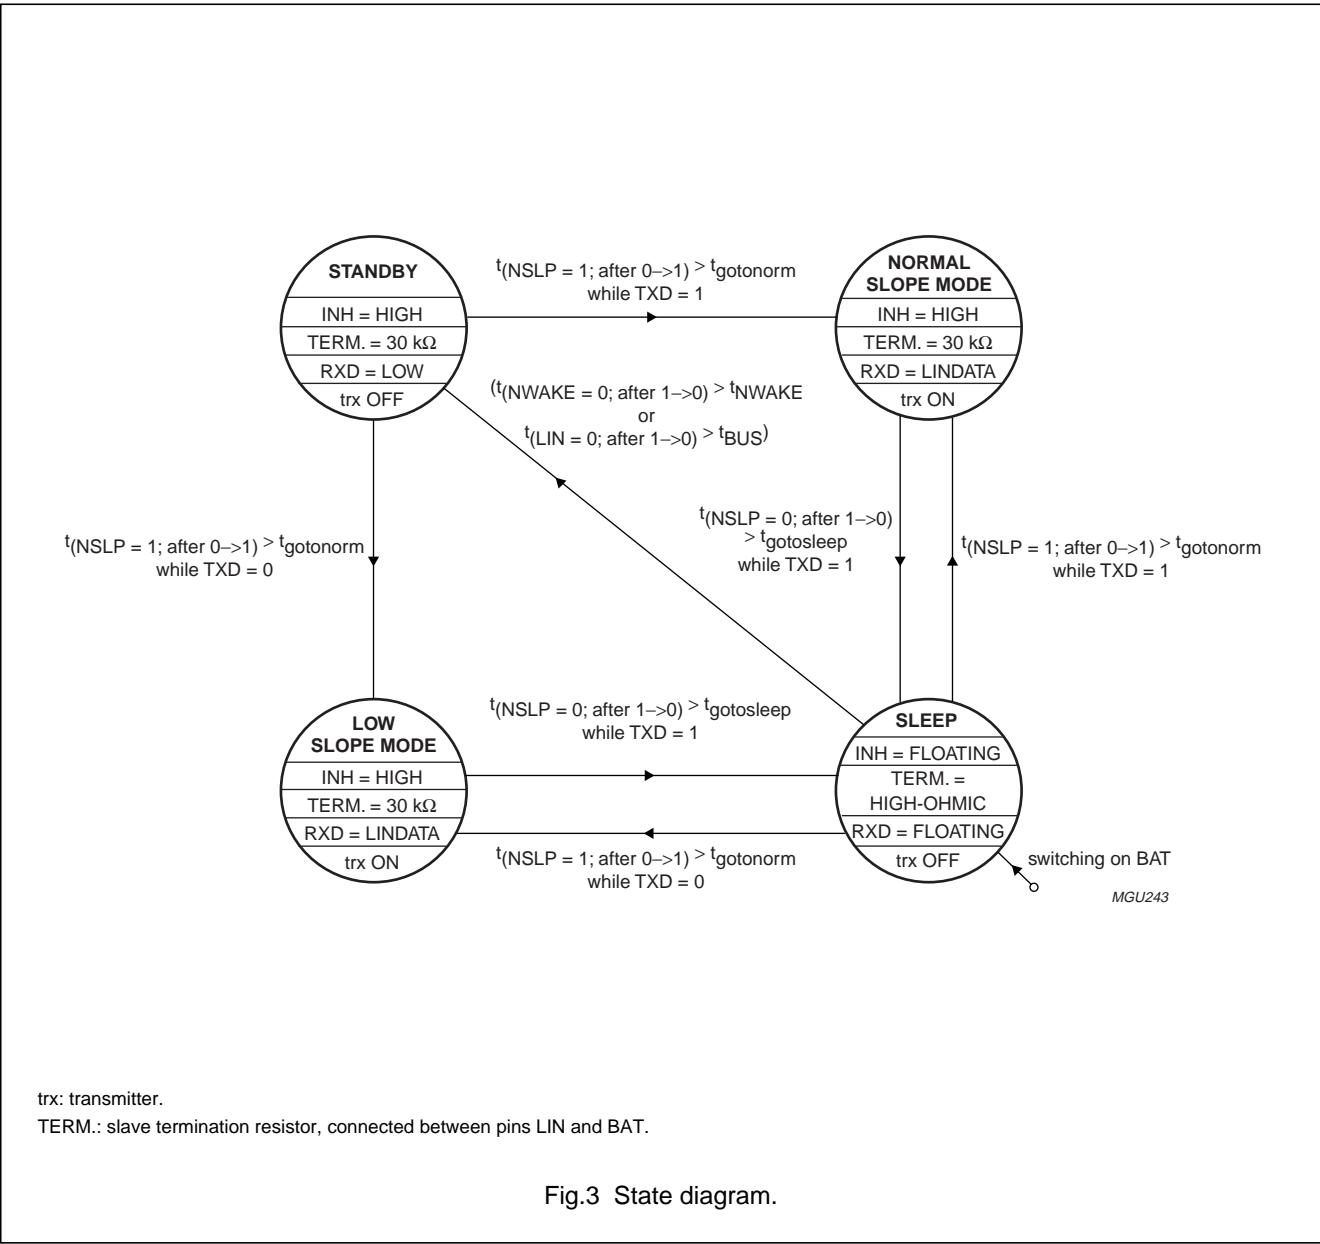 STANDBY
INH = HIGH
TERM. = 30 kΩ
RXD = LOW
trx OFF
t(NSLP = 1; after 0–>1) > tgotonorm
while TXD = 1
NORMAL
SLOPE MODE
INH = HIGH
TERM. = 30 kΩ
RXD = LINDATA
trx ON
(t(NWAKE = 0; after 1–>0) > tNWAKE
or
t(LIN = 0; after 1–>0) > tBUS)
t(NSLP = 1; after 0–>1) > tgotonorm
while TXD = 0
t(NSLP = 0; after 1–>0)
> tgotosleep
while TXD = 1
t(NSLP = 1; after 0–>1) > tgotonorm
while TXD = 1
LOW
SLOPE MODE
INH = HIGH
TERM. = 30 kΩ
RXD = LINDATA
trx ON
t(NSLP = 0; after 1–>0) > tgotosleep
while TXD = 1
t(NSLP = 1; after 0–>1) > tgotonorm
while TXD = 0
SLEEP
INH = FLOATING
TERM. =
HIGH-OHMIC
RXD = FLOATING
trx OFF
switching on BAT
MGU243
trx: transmitter.
TERM.: slave termination resistor, connected between pins LIN and BAT.
Fig.3 State diagram.